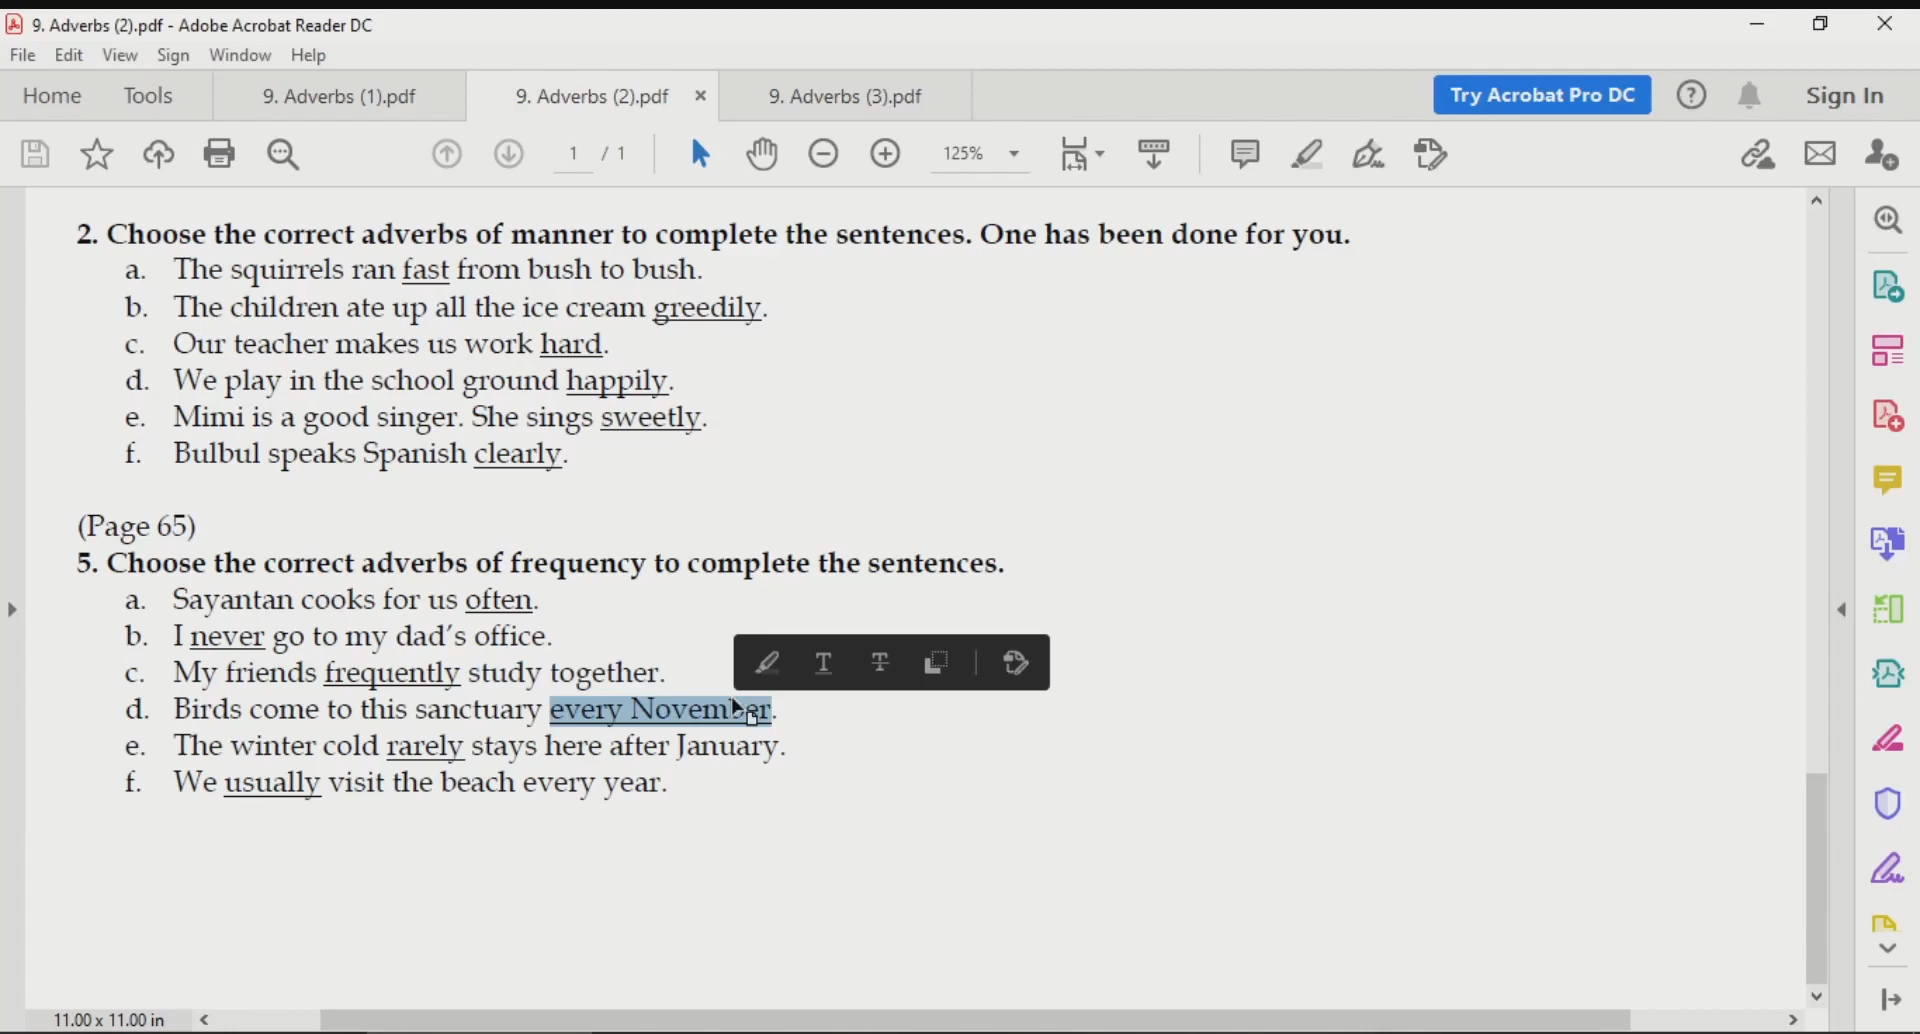 9. Adverbs (2).pdf - Adobe Acrobat Reader DC
File Edit View Sign Window Help
Home Tools 9. Adverbs (1).pdf 9. Adverbs (2).pdf × 9. Adverbs (3).pdf Try Acrobat Pro DC Sign In
1 / 1 125%
2. Choose the correct adverbs of manner to complete the sentences. One has been done for you.
a. The squirrels ran fast from bush to bush.
b. The children ate up all the ice cream greedily.
c. Our teacher makes us work hard.
d. We play in the school ground happily.
e. Mimi is a good singer. She sings sweetly.
f. Bulbul speaks Spanish clearly.
(Page 65)
5. Choose the correct adverbs of frequency to complete the sentences.
a. Sayantan cooks for us often.
b. I never go to my dad's office.
c. My friends frequently study together.
d. Birds come to this sanctuary every November.
e. The winter cold rarely stays here after January.
f. We usually visit the beach every year.
11.00 x 11.00 in